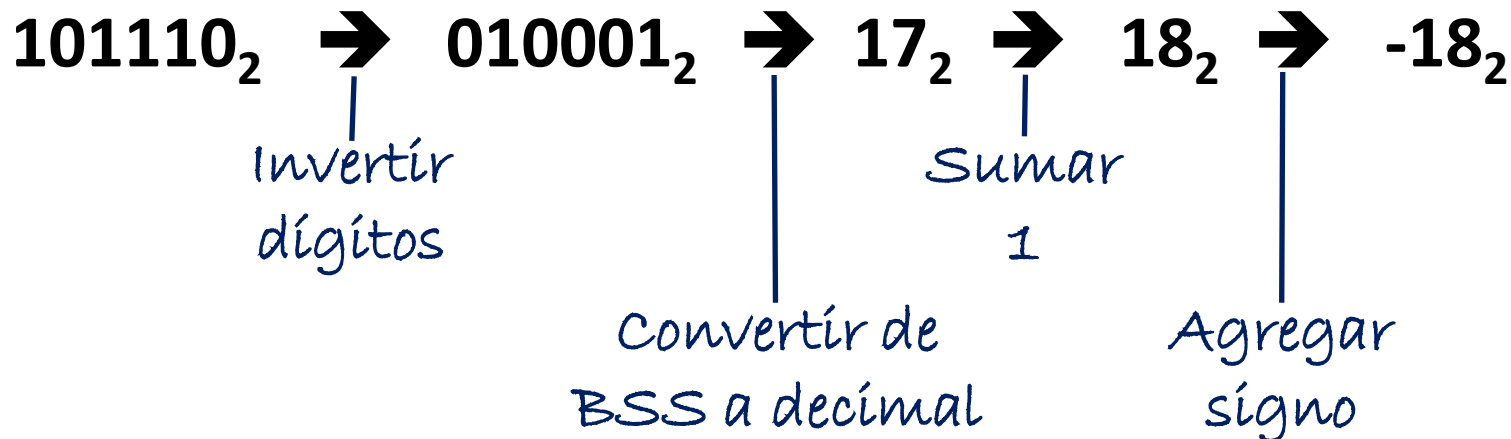 101110₂ ➔ 010001₂ ➔ 17₂ ➔ 18₂ ➔ -18₂
Invertir
dígitos
Sumar
1
Convertir de
BSS a decimal
Agregar
signo